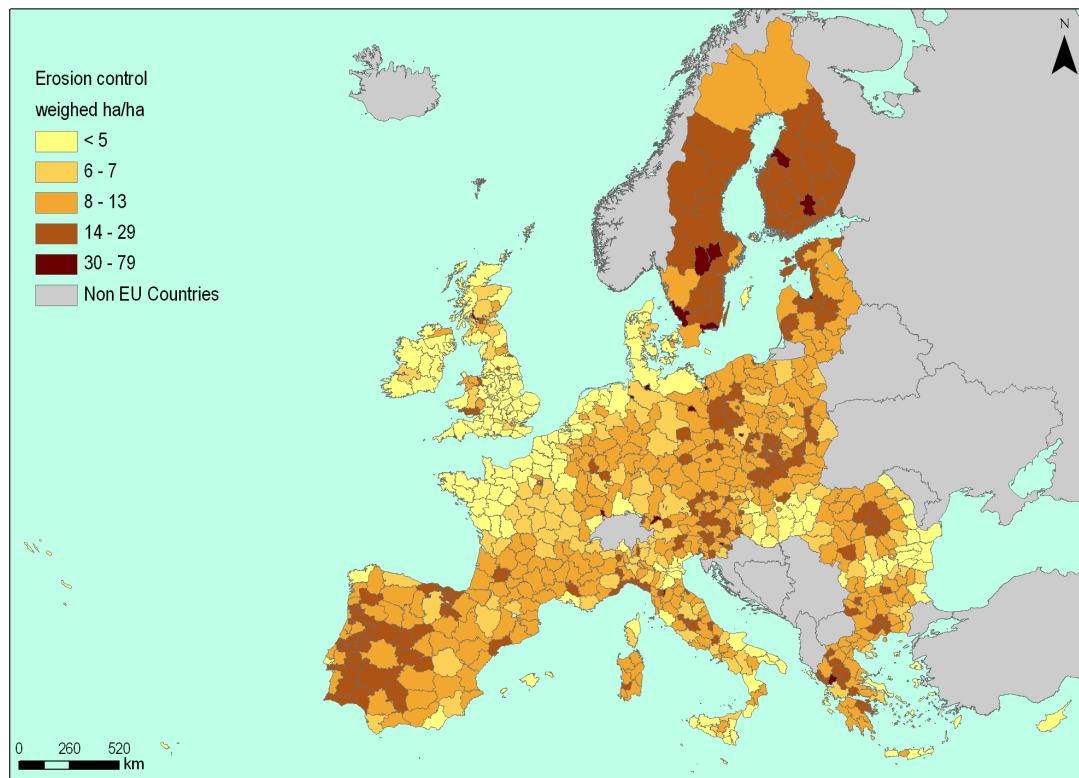 N
Erosion control
weighed ha/ha
< 5
6 - 7
8 - 13
14 - 29
30 - 79
Non EU Countries
0 260 520
km